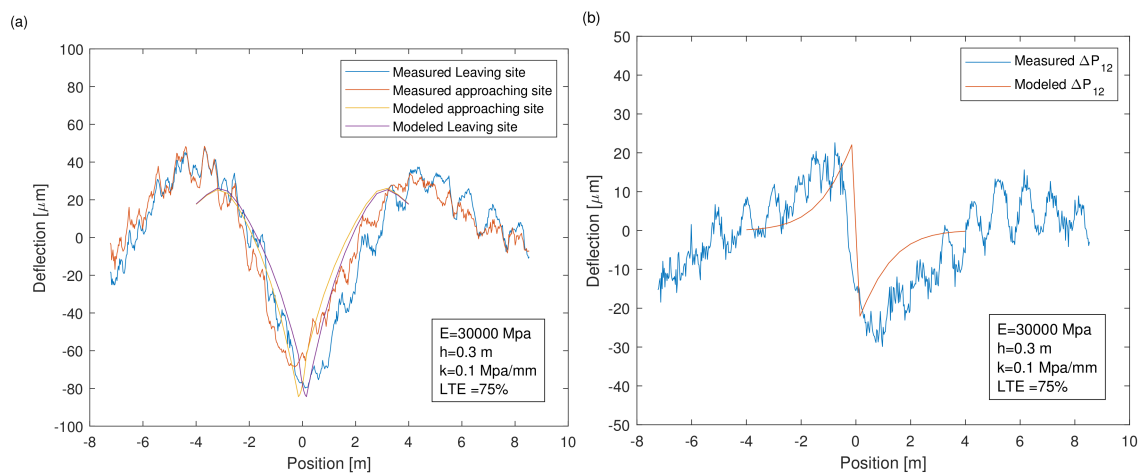 (a)
100
80
60
40
20
0
-20
-40
-60
-80
-100
-8 -6 -4 -2 0 2 4 6 8 10
Position [m]
Deflection [μm]
Measured Leaving site
Measured approaching site
Modeled approaching site
Modeled Leaving site
E=30000 Mpa
h=0.3 m
k=0.1 Mpa/mm
LTE =75%
(b)
50
40
30
20
10
0
-10
-20
-30
-40
-50
-8 -6 -4 -2 0 2 4 6 8 10
Position [m]
Deflection [μm]
Measured ΔP12
Modeled ΔP12
E=30000 Mpa
h=0.3 m
k=0.1 Mpa/mm
LTE =75%